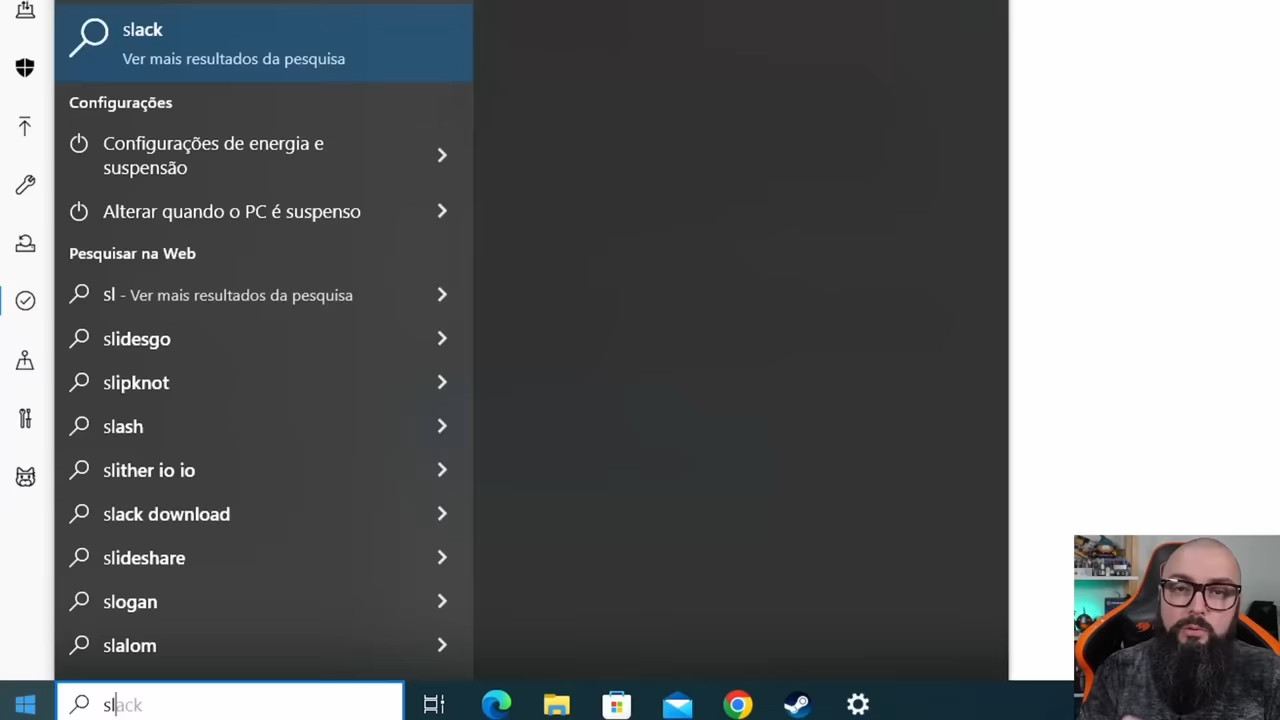 slack
Ver mais resultados da pesquisa
Configurações
Configurações de energia e
suspensão
Alterar quando o PC é suspenso
Pesquisar na Web
sl - Ver mais resultados da pesquisa
slidesgo
slipknot
slash
slither io io
slack download
slideshare
slogan
slalom
slack